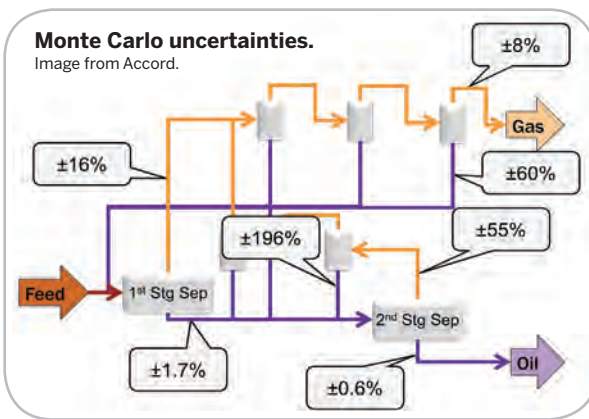 Monte Carlo uncertainties.
Image from Accord.
±8%
Gas
±16%
±60%
±196%
±55%
Feed
1st Stg Sep
2nd Stg Sep
±1.7%
±0.6%
Oil